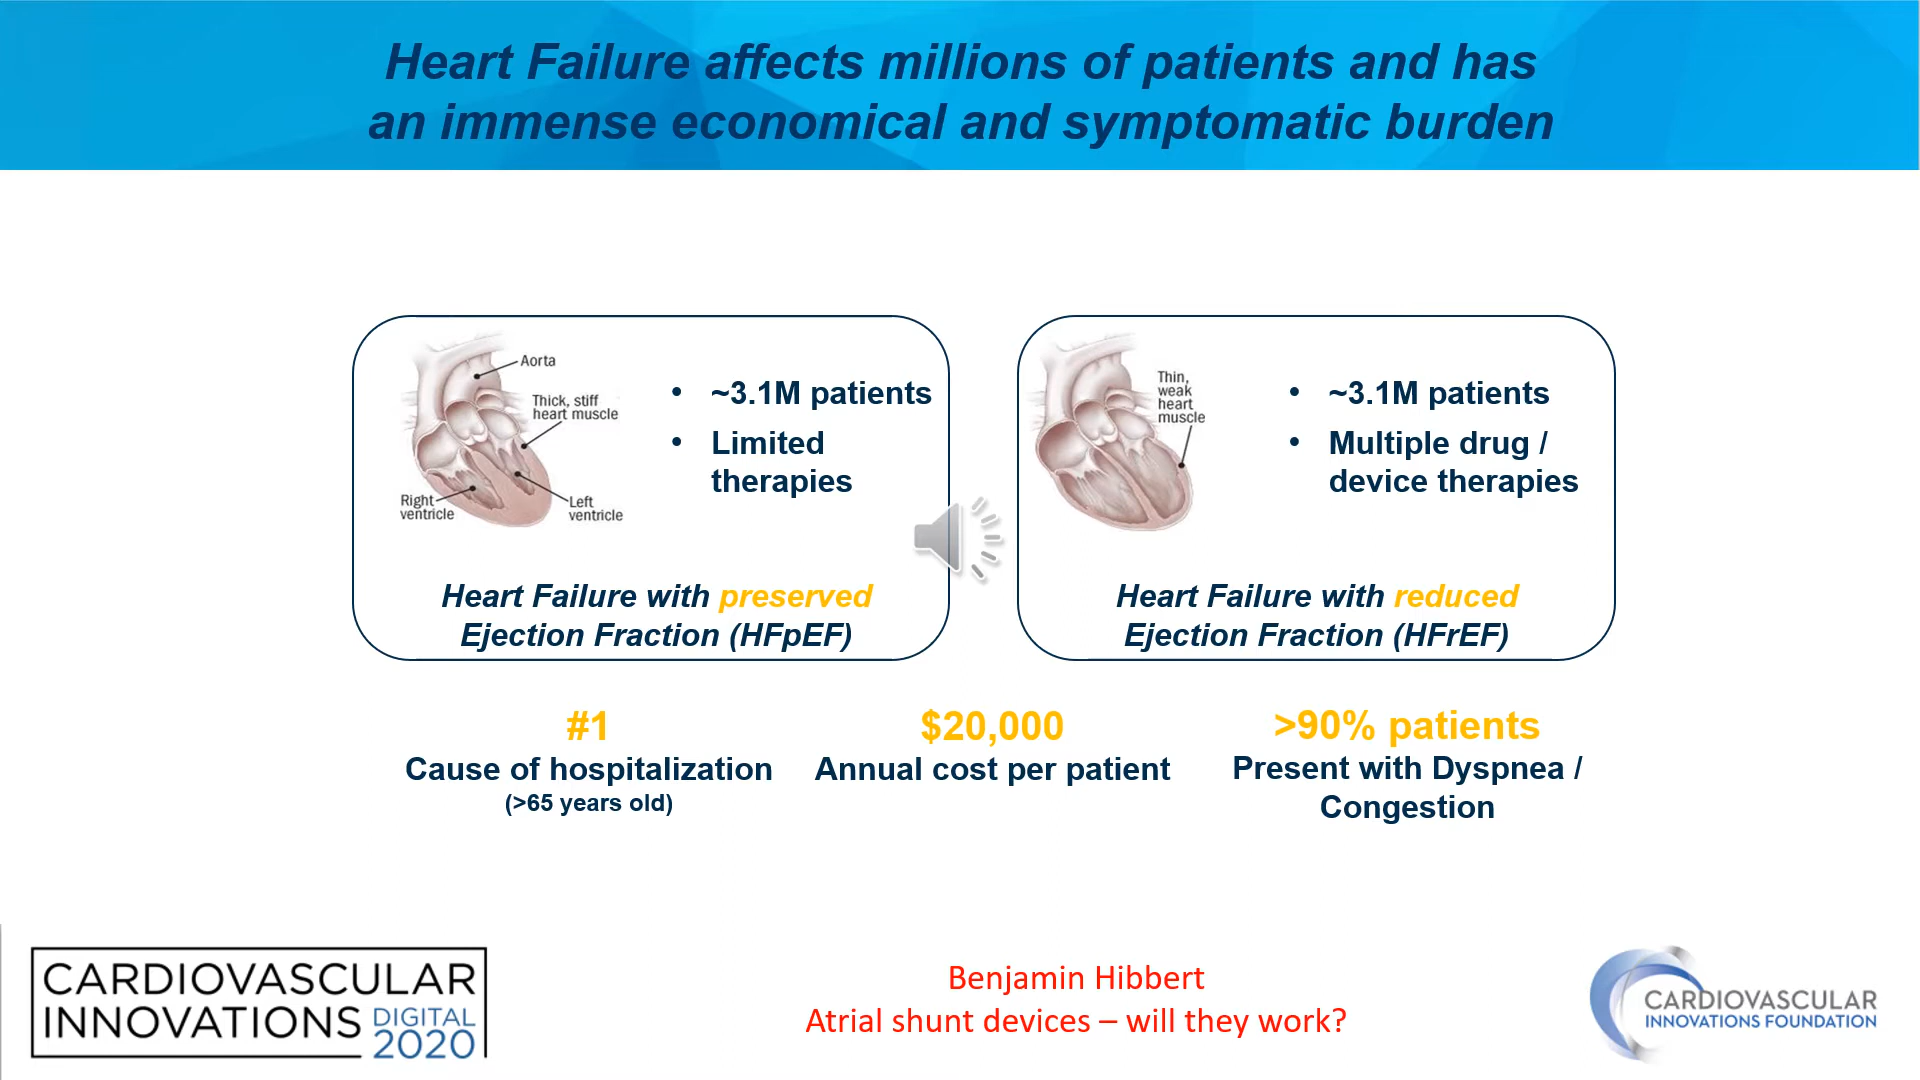 Heart Failure affects millions of patients and has
an immense economical and symptomatic burden
Aorta
Thick, stiff
heart muscle
Right
ventricle
Left
ventricle
• ~3.1M patients
• Limited
therapies
Heart Failure with preserved
Ejection Fraction (HFpEF)
Thin,
weak
heart
muscle
• ~3.1M patients
• Multiple drug /
device therapies
Heart Failure with reduced
Ejection Fraction (HFrEF)
#1
Cause of hospitalization
(>65 years old)
$20,000
Annual cost per patient
>90% patients
Present with Dyspnea /
Congestion
CARDIOVASCULAR
INNOVATIONS DIGITAL
2020
Benjamin Hibbert
Atrial shunt devices – will they work?
CARDIOVASCULAR
INNOVATIONS FOUNDATION